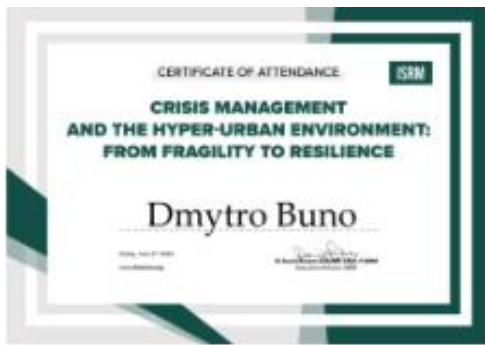 CERTIFICATE OF ATTENDANCE
ISRM
CRISIS MANAGEMENT
AND THE HYPER-URBAN ENVIRONMENT:
FROM FRAGILITY TO RESILIENCE
Dmytro Buno